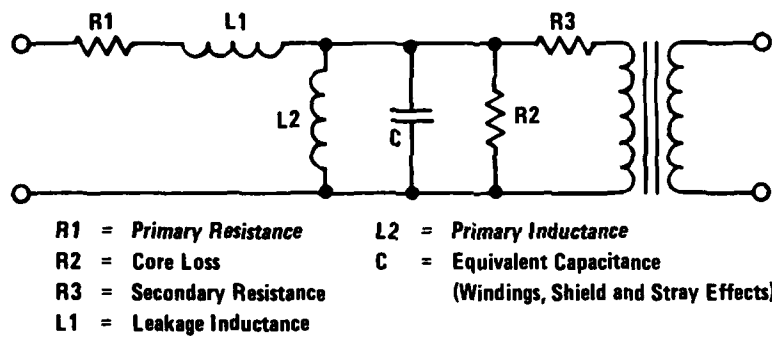 R1
L1
R3
L2
C
R2
R1 = Primary Resistance
R2 = Core Loss
R3 = Secondary Resistance
L1 = Leakage Inductance
L2 = Primary Inductance
C = Equivalent Capacitance
(Windings, Shield and Stray Effects)